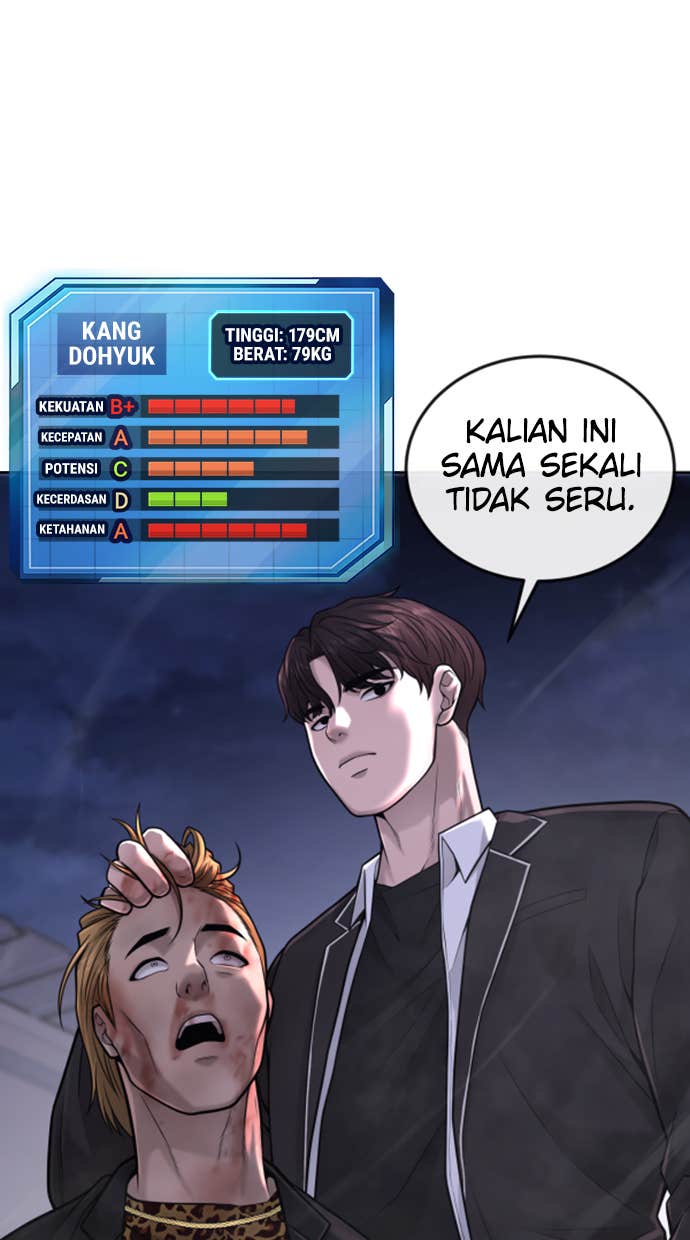 KANG
DOHYUK
TINGGI: 179CM
BERAT: 79KG
KEKUATAN B+
KECEPATAN A
POTENSI C
KECERDASAN D
KETAHANAN A
KALIAN INI
SAMA SEKALI
TIDAK SERU.